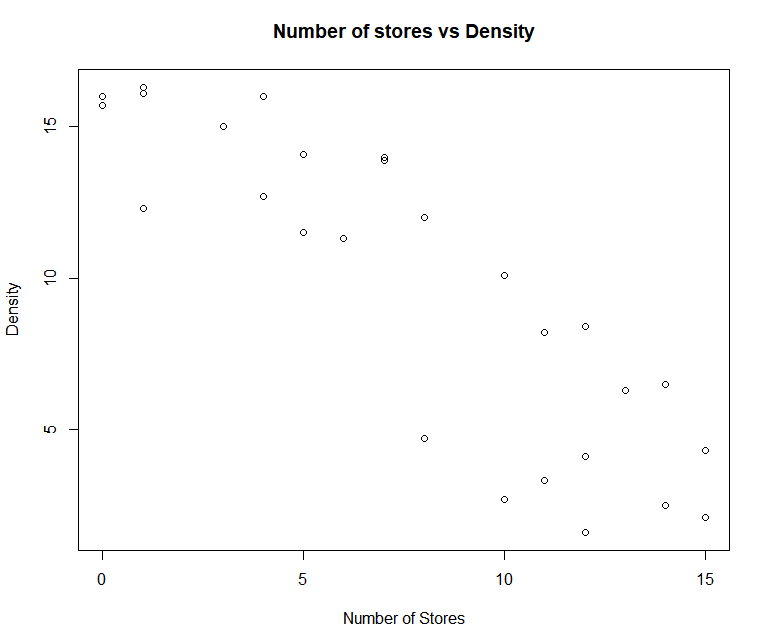 Number of stores vs Density
15
10
5
Density
0 5 10 15
Number of Stores